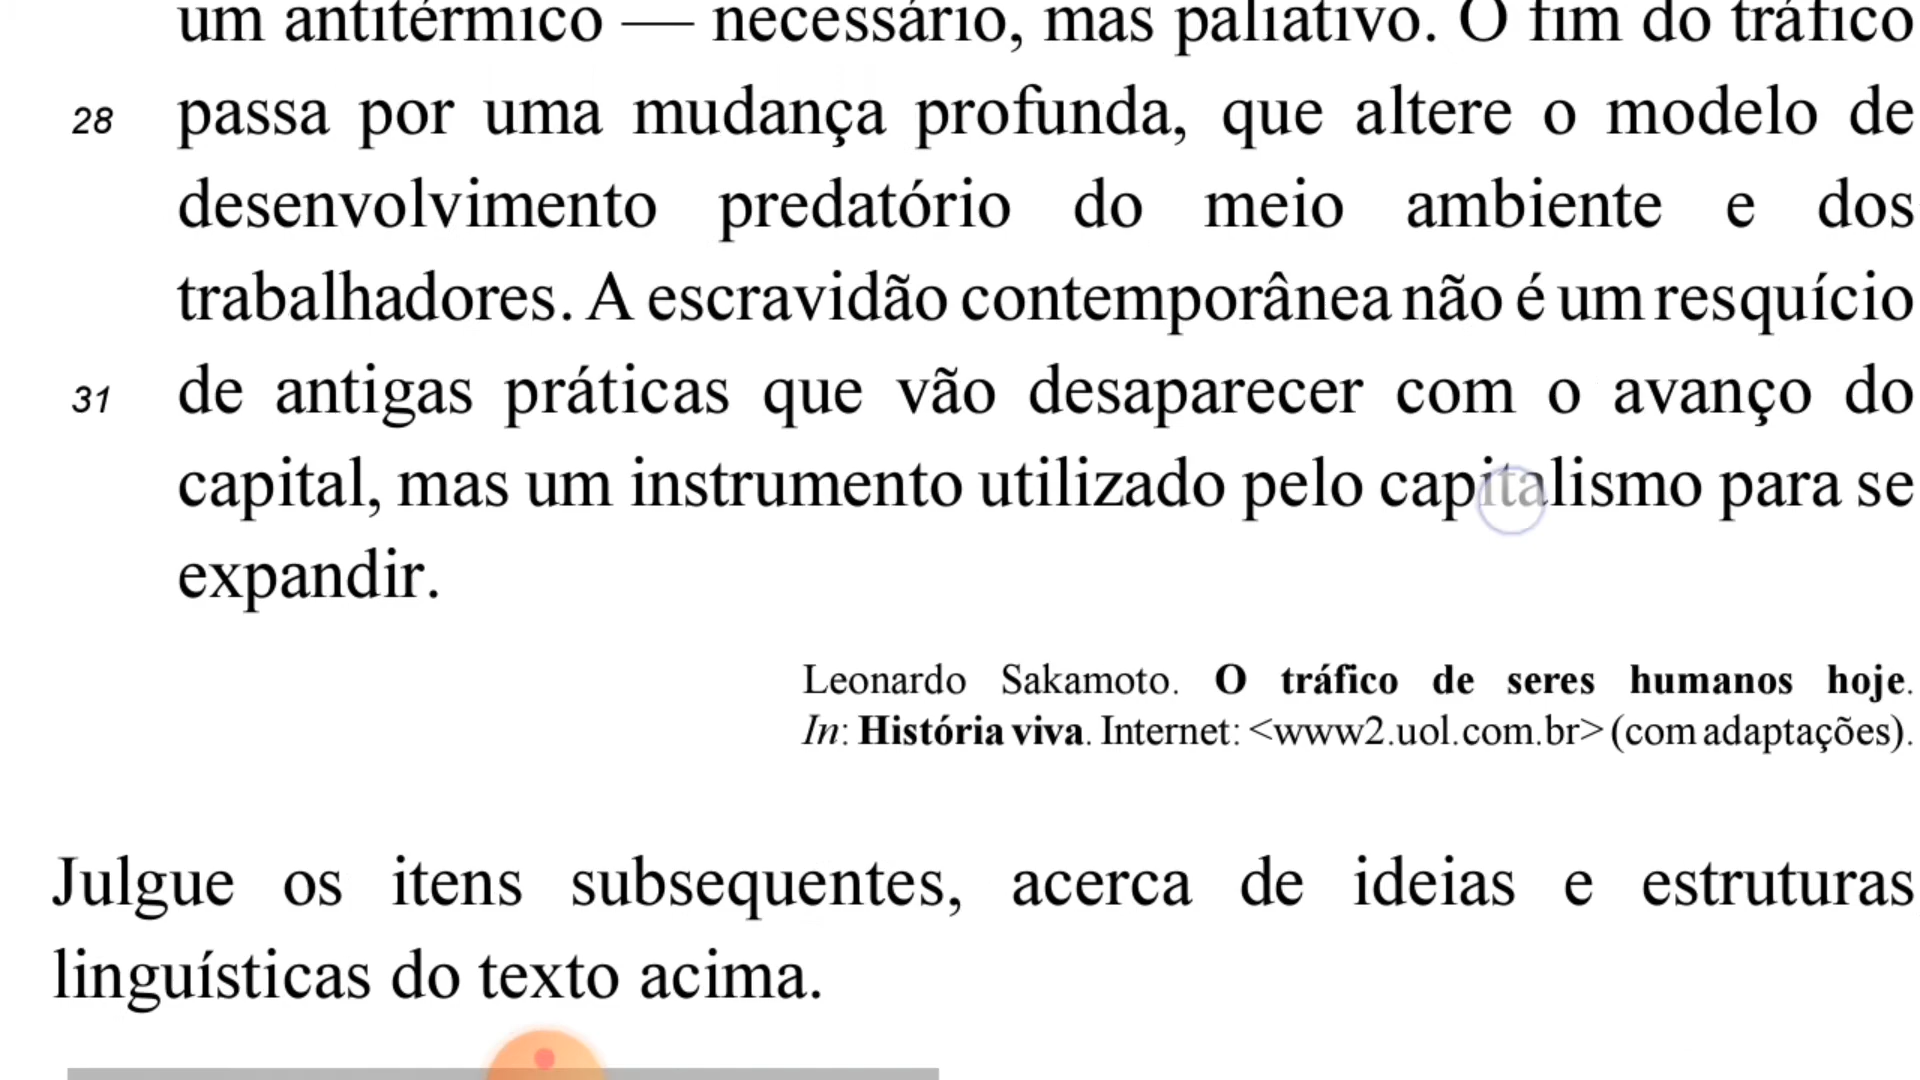 um antitérmico — necessário, mas paliativo. O fim do tráfico
28 passa por uma mudança profunda, que altere o modelo de
desenvolvimento predatório do meio ambiente e dos
trabalhadores. A escravidão contemporânea não é um resquício
31 de antigas práticas que vão desaparecer com o avanço do
capital, mas um instrumento utilizado pelo capitalismo para se
expandir.
Leonardo Sakamoto. O tráfico de seres humanos hoje.
In: História viva. Internet: <www2.uol.com.br> (com adaptações).
Julgue os itens subsequentes, acerca de ideias e estruturas
linguísticas do texto acima.